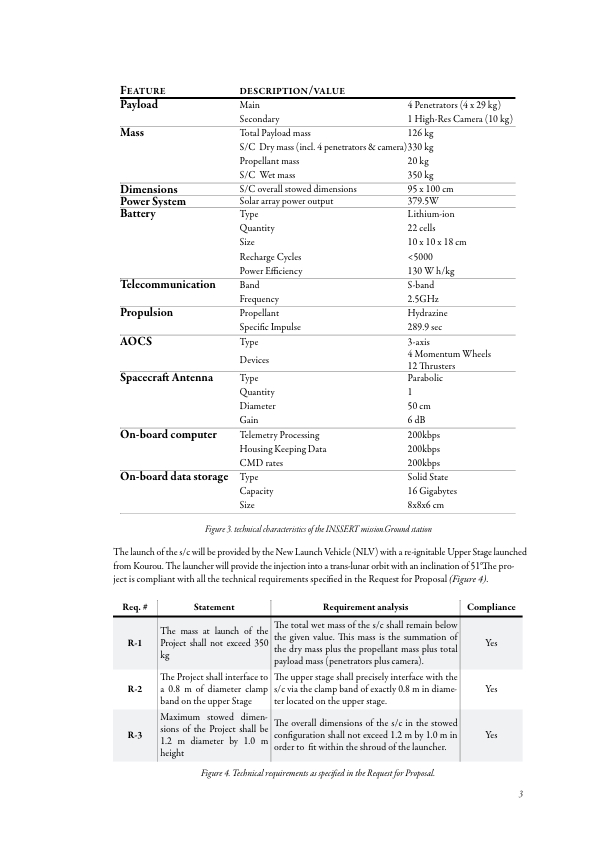 FEATURE DESCRIPTION/VALUE
Payload Main 4 Penetrators (4 x 29 kg)
Secondary 1 High-Res Camera (10 kg)
Mass Total Payload mass 126 kg
S/C Dry mass (incl. 4 penetrators & camera) 330 kg
Propellant mass 20 kg
S/C Wet mass 350 kg
Dimensions S/C overall stowed dimensions 95 x 100 cm
Power System Solar array power output 379.5W
Battery Type Lithium-ion
Quantity 22 cells
Size 10 x 10 x 18 cm
Recharge Cycles <5000
Power Efficiency 130 W h/kg
Telecommunication Band S-band
Frequency 2.5GHz
Propulsion Propellant Hydrazine
Specific Impulse 289.9 sec
AOCS Type 3-axis
Devices 4 Momentum Wheels
12 Thrusters
Spacecraft Antenna Type Parabolic
Quantity 1
Diameter 50 cm
Gain 6 dB
On-board computer Telemetry Processing 200kbps
Housing Keeping Data 200kbps
CMD rates 200kbps
On-board data storage Type Solid State
Capacity 16 Gigabytes
Size 8x8x6 cm
Figure 3. technical characteristics of the INSSERT mission Ground station
The launch of the s/c will be provided by the New Launch Vehicle (NLV) with a re-ignitable Upper Stage launched
from Kourou. The launcher will provide the injection into a trans-lunar orbit with an inclination of 51°The pro-
ject is compliant with all the technical requirements specified in the Request for Proposal (Figure 4).
Req. # Statement Requirement analysis Compliance
R-1
The mass at launch of the
Project shall not exceed 350
kg
The total wet mass of the s/c shall remain below
the given value. This mass is the summation of
the dry mass plus the propellant mass plus total
payload mass (penetrators plus camera).
Yes
R-2
The Project shall interface to
a 0.8 m of diameter clamp
band on the upper Stage
The upper stage shall precisely interface with the
s/c via the clamp band of exactly 0.8 m in diame-
ter located on the upper stage.
Yes
R-3
Maximum stowed dimen-
sions of the Project shall be
1.2 m diameter by 1.0 m
height
The overall dimensions of the s/c in the stowed
configuration shall not exceed 1.2 m by 1.0 m in
order to fit within the shroud of the launcher.
Yes
Figure 4. Technical requirements as specified in the Request for Proposal.
3